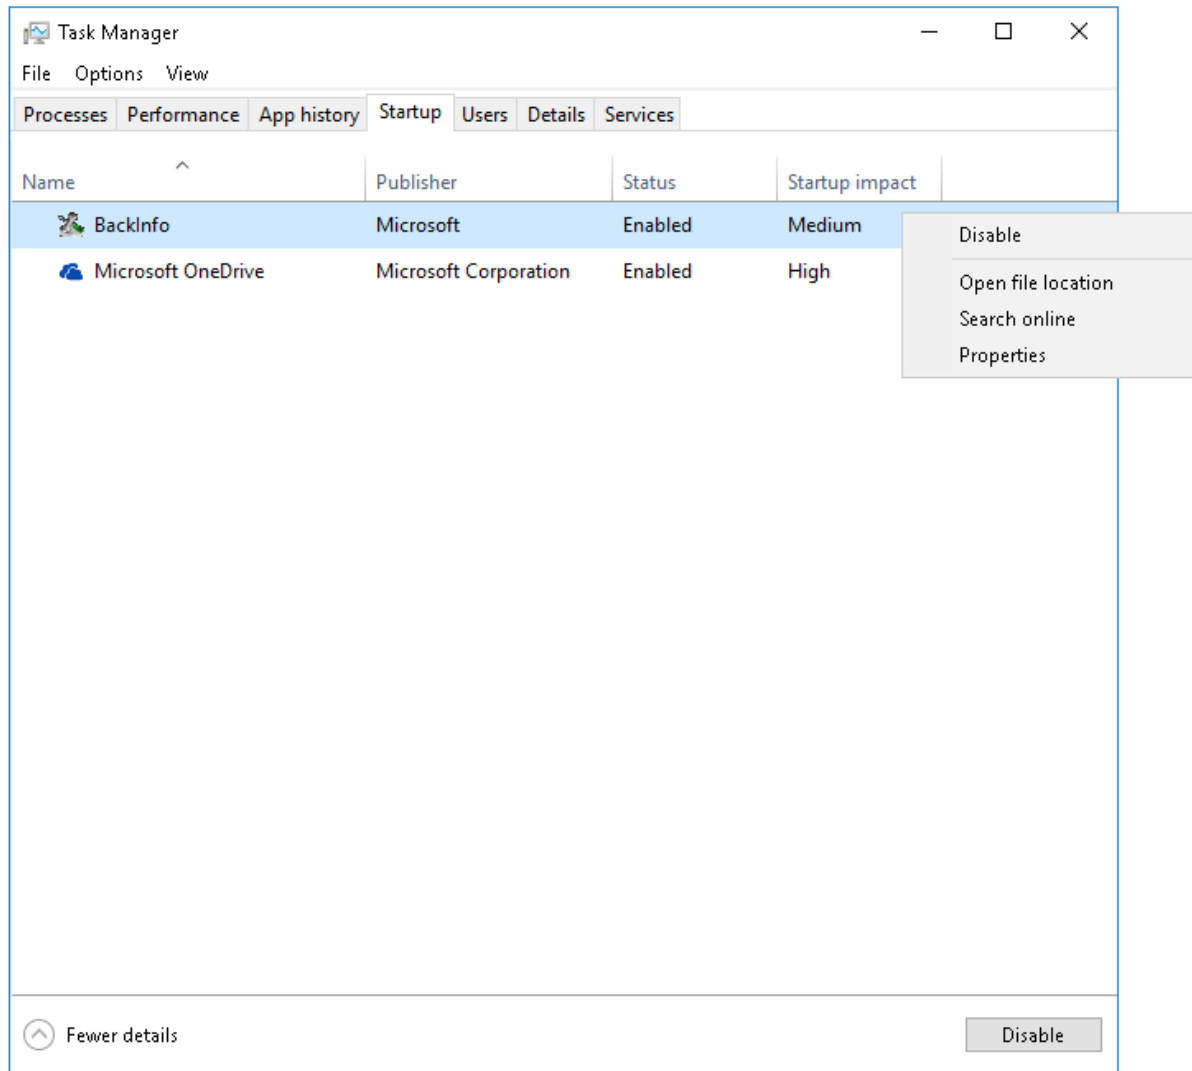 Task Manager
File Options View
Processes Performance App history Startup Users Details Services
Name Publisher Status Startup impact
BackInfo Microsoft Enabled Medium
Disable
Microsoft OneDrive Microsoft Corporation Enabled High
Open file location
Search online
Properties
Fewer details Disable